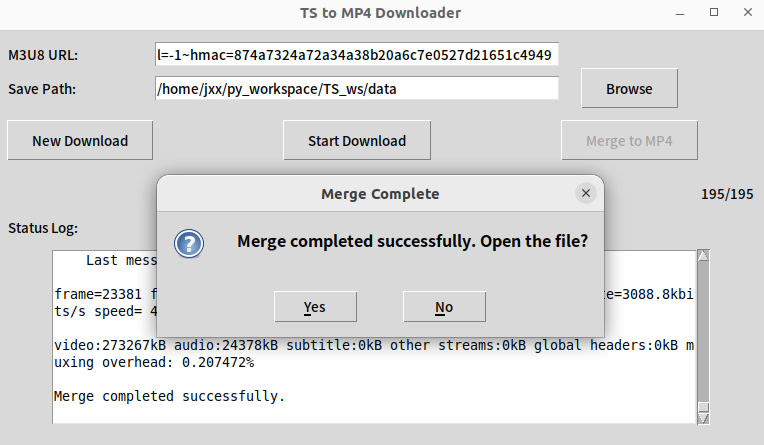 TS to MP4 Downloader
M3U8 URL:
l=-1~hmac=874a7324a72a34a38b20a6c7e0527d21651c4949
Save Path:
/home/jxx/py_workspace/TS_ws/data
Browse
New Download
Start Download
Merge to MP4
195/195
Merge Complete
Merge completed successfully. Open the file?
Yes
No
Status Log:
Last mess
frame=23381 f
e=3088.8kbi
ts/s speed= 4
video:273267kB audio:24378kB subtitle:0kB other streams:0kB global headers:0kB m
uxing overhead: 0.207472%
Merge completed successfully.